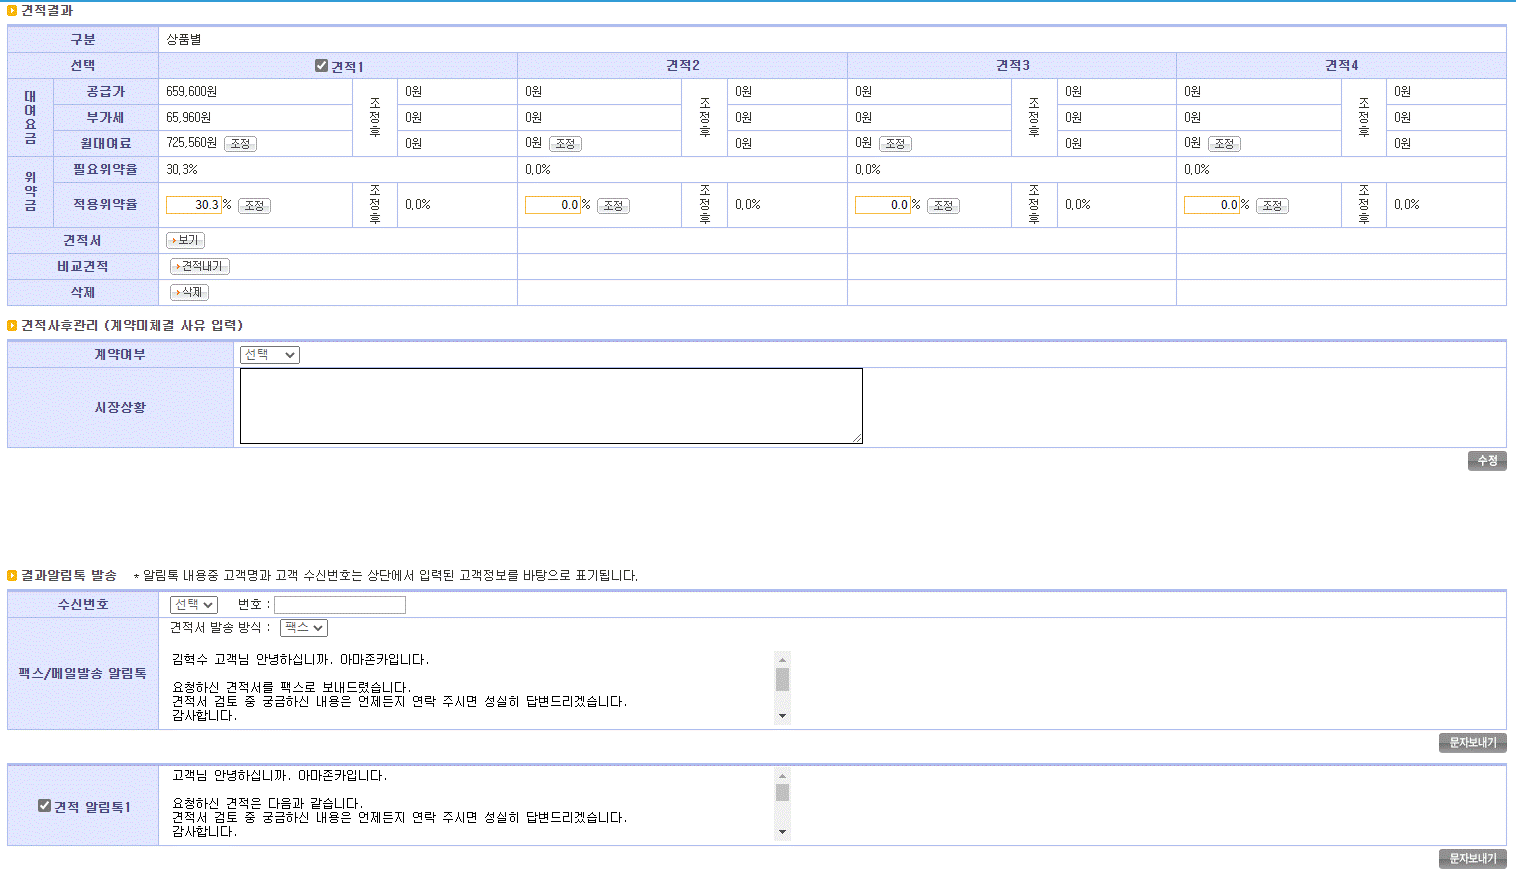 견적결과
구분 상품별
선택 견적1 견적2 견적3 견적4
대여요금 공급가 659,600원 조정후 0원 0원 조정후 0원 0원 조정후 0원 0원 조정후 0원
부가세 65,960원 0원 0원 0원 0원 0원 0원 0원
월대여료 725,560원 조정 0원 0원 조정 0원 0원 조정 0원 0원 조정 0원
위약금 필요위약율 30.3% 0.0% 0.0% 0.0%
적용위약율 30.3 % 조정 조정후 0.0% 0.0 % 조정 조정후 0.0% 0.0 % 조정 조정후 0.0% 0.0 % 조정 조정후 0.0%
견적서 보기
비교견적 견적내기
삭제 삭제
견적사후관리 (계약미체결 사유 입력)
계약여부 선택
시장상황
수정
결과알림톡 발송 * 알림톡 내용중 고객명과 고객 수신번호는 상단에서 입력된 고객정보를 바탕으로 표기됩니다.
수신번호 선택 번호 :
팩스/메일발송 알림톡 견적서 발송 방식 : 팩스
김혁수 고객님 안녕하십니까. 아마존카입니다.
요청하신 견적서를 팩스로 보내드렸습니다.
견적서 검토 중 궁금하신 내용은 언제든지 연락 주시면 성실히 답변드리겠습니다.
감사합니다.
문자보내기
견적 알림톡1
고객님 안녕하십니까. 아마존카입니다.
요청하신 견적은 다음과 같습니다.
견적서 검토 중 궁금하신 내용은 언제든지 연락 주시면 성실히 답변드리겠습니다.
감사합니다.
문자보내기